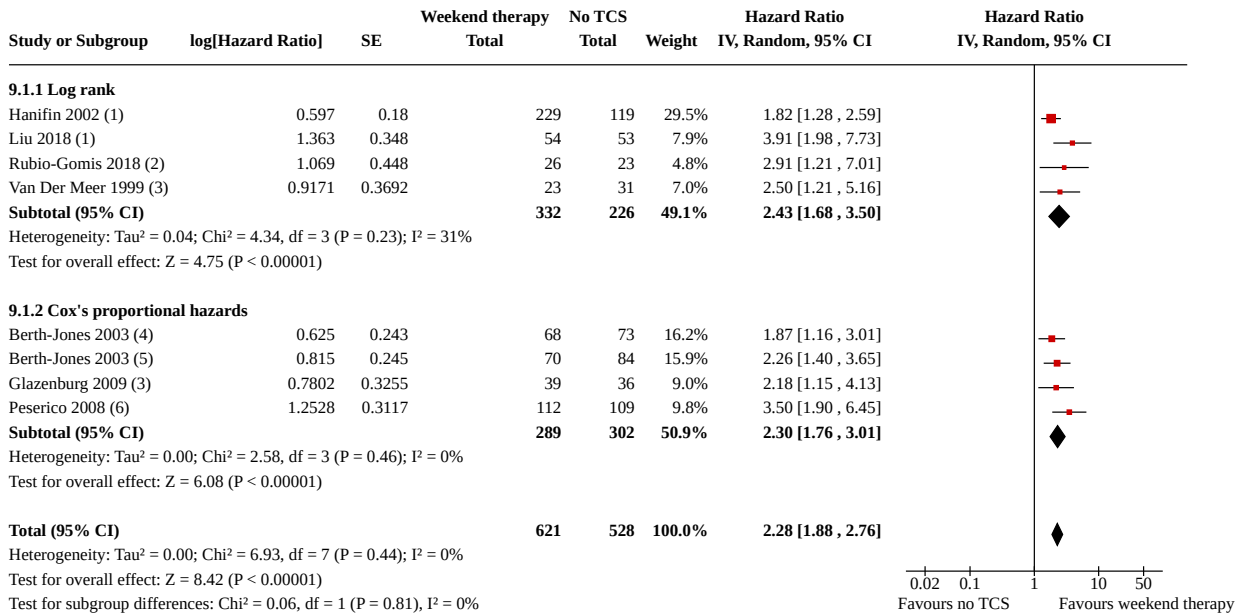 Weekend therapy No TCS Hazard Ratio Hazard Ratio
Study or Subgroup log[Hazard Ratio] SE Total Total Weight IV, Random, 95% CI IV, Random, 95% CI
9.1.1 Log rank
Hanifin 2002 (1) 0.597 0.18 229 119 29.5% 1.82 [1.28 , 2.59]
Liu 2018 (1) 1.363 0.348 54 53 7.9% 3.91 [1.98 , 7.73]
Rubio-Gomis 2018 (2) 1.069 0.448 26 23 4.8% 2.91 [1.21 , 7.01]
Van Der Meer 1999 (3) 0.9171 0.3692 23 31 7.0% 2.50 [1.21 , 5.16]
Subtotal (95% CI) 332 226 49.1% 2.43 [1.68 , 3.50]
Heterogeneity: Tau² = 0.04; Chi² = 4.34, df = 3 (P = 0.23); I² = 31%
Test for overall effect: Z = 4.75 (P < 0.00001)
9.1.2 Cox's proportional hazards
Berth-Jones 2003 (4) 0.625 0.243 68 73 16.2% 1.87 [1.16 , 3.01]
Berth-Jones 2003 (5) 0.815 0.245 70 84 15.9% 2.26 [1.40 , 3.65]
Glazenburg 2009 (3) 0.7802 0.3255 39 36 9.0% 2.18 [1.15 , 4.13]
Peserico 2008 (6) 1.2528 0.3117 112 109 9.8% 3.50 [1.90 , 6.45]
Subtotal (95% CI) 289 302 50.9% 2.30 [1.76 , 3.01]
Heterogeneity: Tau² = 0.00; Chi² = 2.58, df = 3 (P = 0.46); I² = 0%
Test for overall effect: Z = 6.08 (P < 0.00001)
Total (95% CI) 621 528 100.0% 2.28 [1.88 , 2.76]
Heterogeneity: Tau² = 0.00; Chi² = 6.93, df = 7 (P = 0.44); I² = 0%
Test for overall effect: Z = 8.42 (P < 0.00001)
0.02 0.1 1 10 50
Test for subgroup differences: Chi² = 0.06, df = 1 (P = 0.81), I² = 0%
Favours no TCS Favours weekend therapy